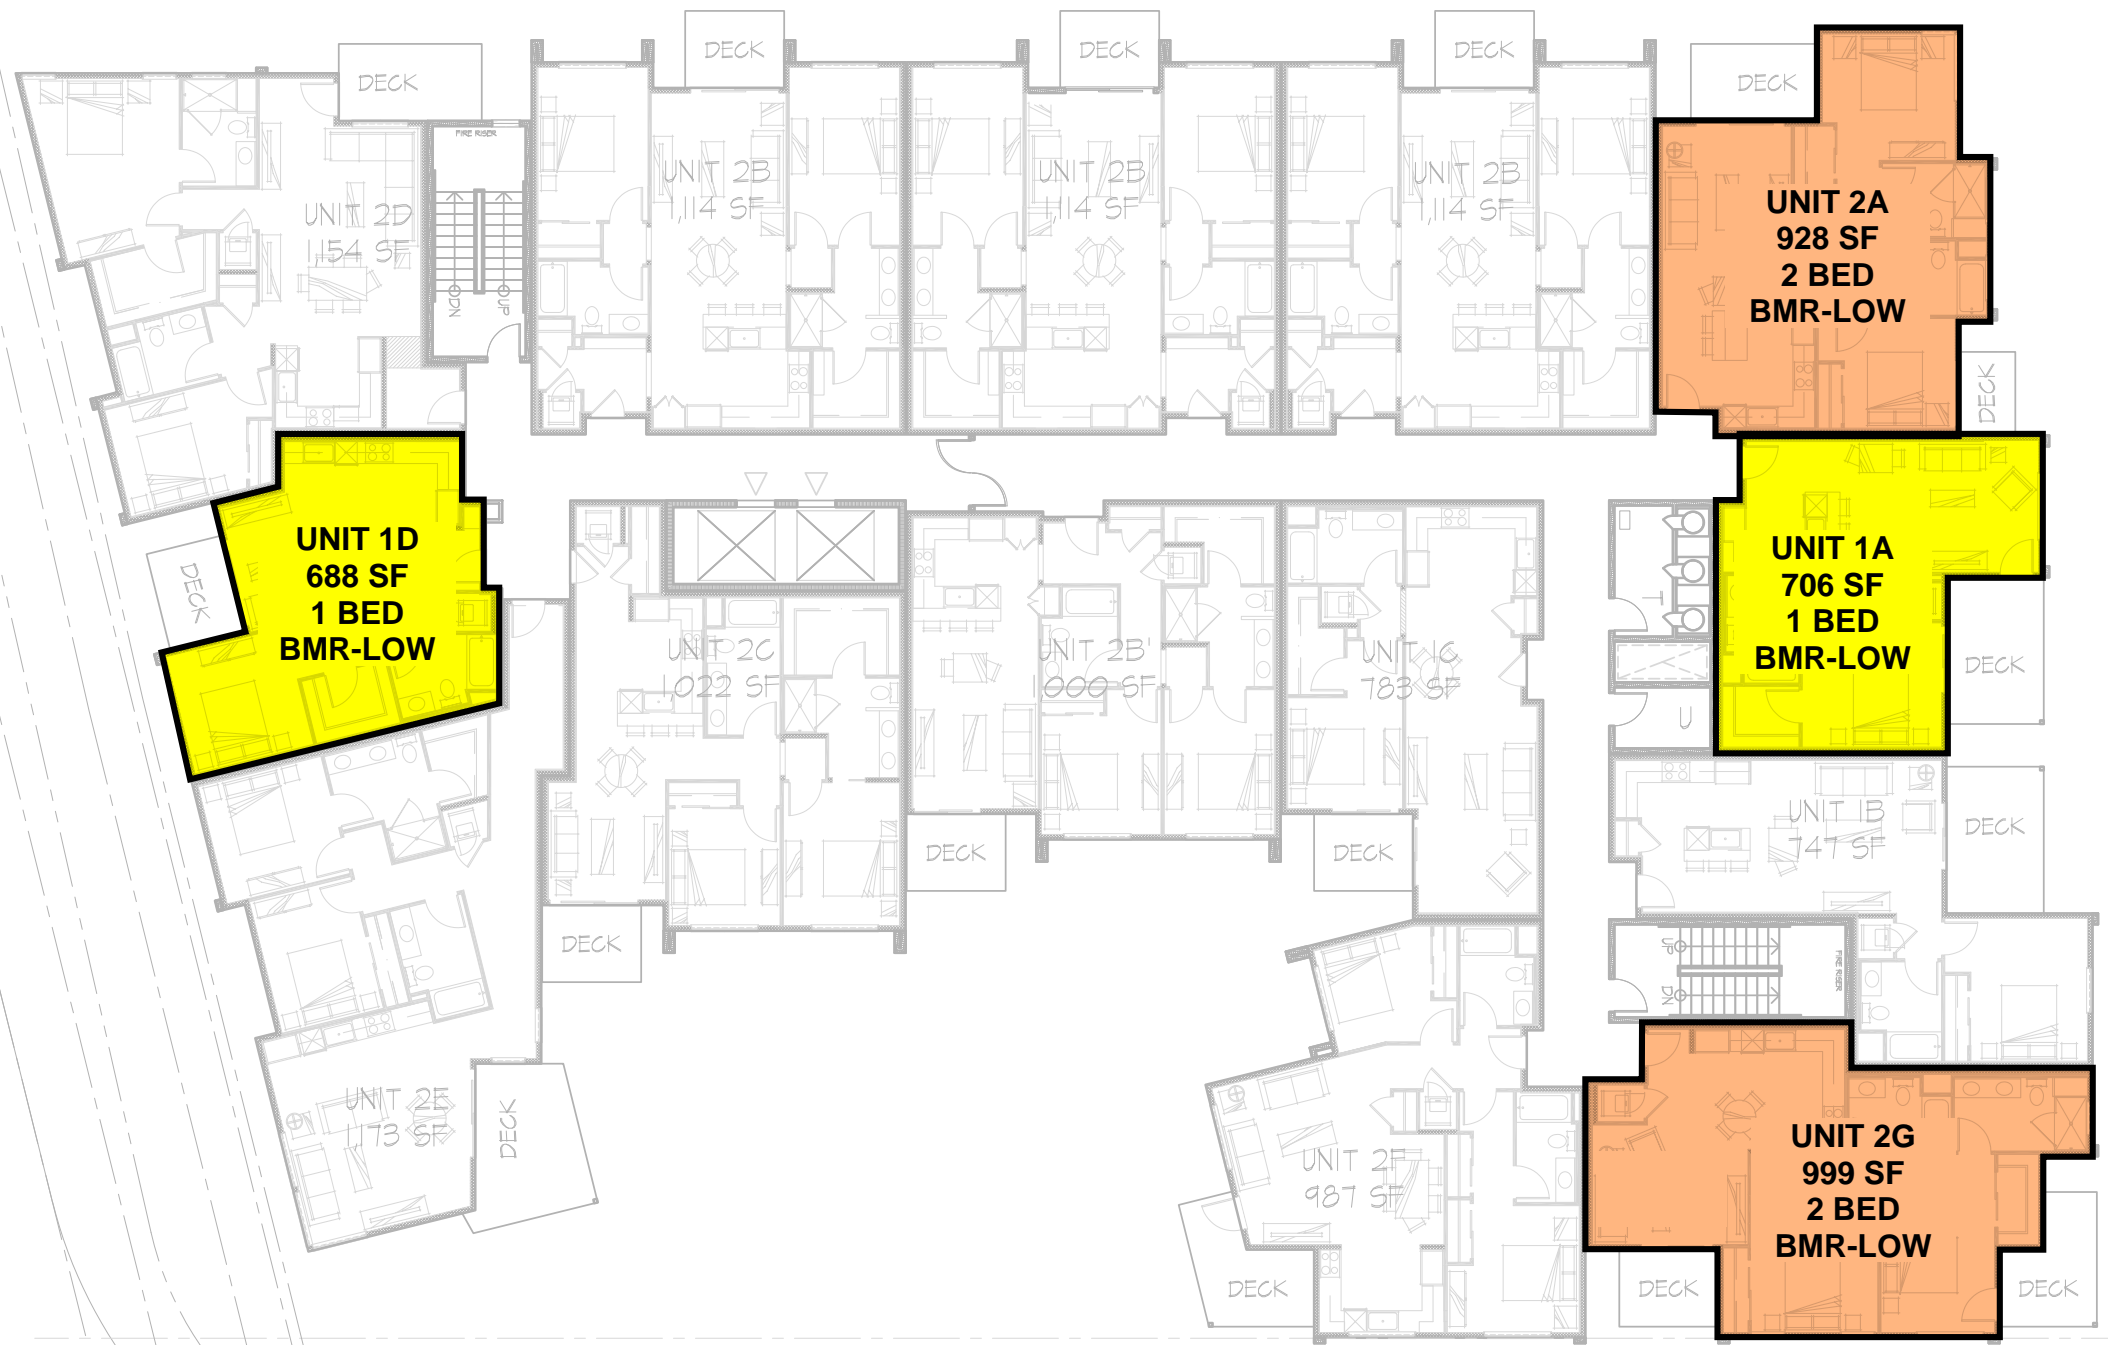 DECK
DECK
DECK
DECK
DECK
FIRE RISER
UNIT 2D
1,154 SF
DN
UP
UNIT 2B
1,114 SF
UNIT 2B
1,114 SF
UNIT 2B
1,114 SF
UNIT 2A
928 SF
2 BED
BMR-LOW
DECK
UNIT 1D
688 SF
1 BED
BMR-LOW
DECK
UNIT 2C
1,022 SF
UNIT 2B'
1,000 SF
UNIT 1C
783 SF
T
U
UNIT 1A
706 SF
1 BED
BMR-LOW
DECK
UNIT 1B
747 SF
DECK
DECK
DECK
DECK
UP
DN
FIRE RISER
UNIT 2E
1,173 SF
DECK
UNIT 2F
987 SF
DECK
UNIT 2G
999 SF
2 BED
BMR-LOW
DECK
DECK